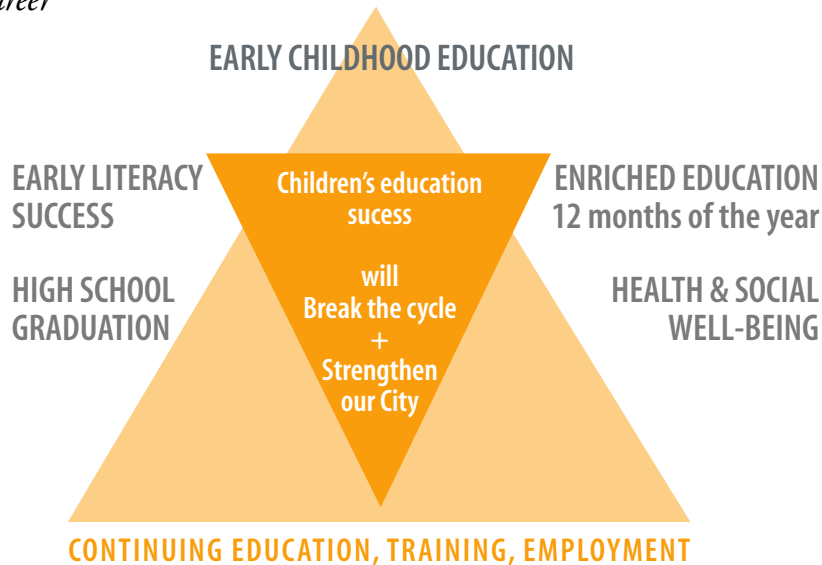 EARLY CHILDHOOD EDUCATION
EARLY LITERACY
SUCCESS
HIGH SCHOOL
GRADUATION
Children's education
sucess
will
Break the cycle
+
Strengthen
our City
ENRICHED EDUCATION
12 months of the year
HEALTH & SOCIAL
WELL-BEING
CONTINUING EDUCATION, TRAINING, EMPLOYMENT